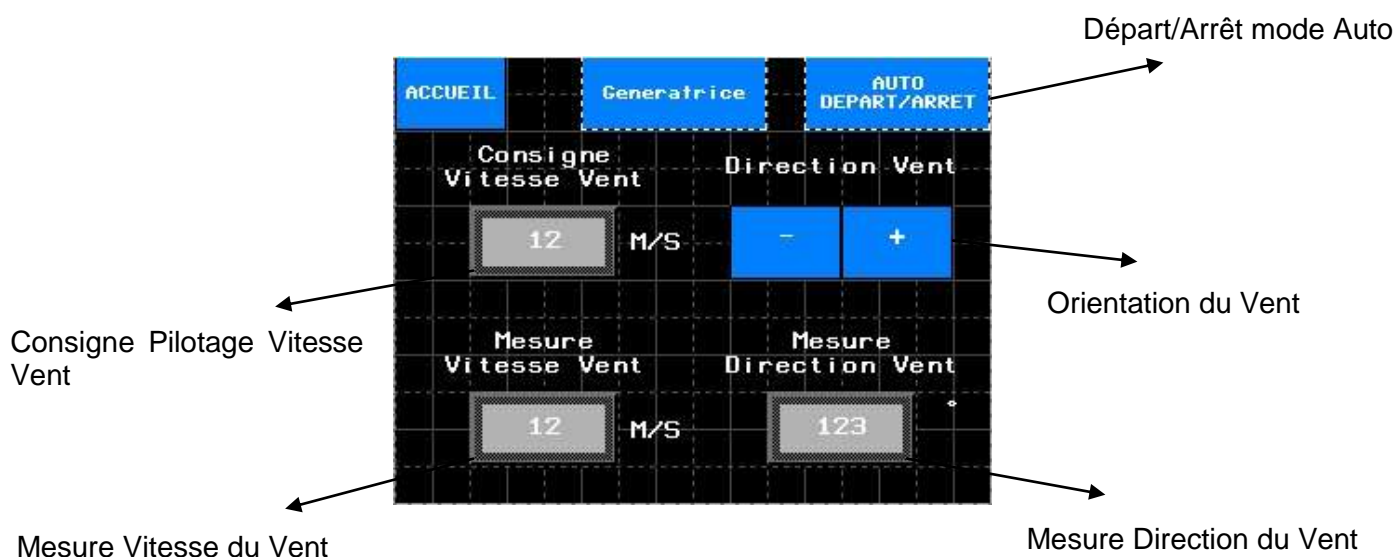 Départ/Arrêt mode Auto
ACCUEIL
Generatrice
AUTO
DEPART/ARRET
Consigne
Vitesse Vent
Direction Vent
12 M/S
- +
Orientation du Vent
Consigne Pilotage Vitesse
Vent
Mesure
Vitesse Vent
Mesure
Direction Vent
12 M/S
123 °
Mesure Vitesse du Vent
Mesure Direction du Vent